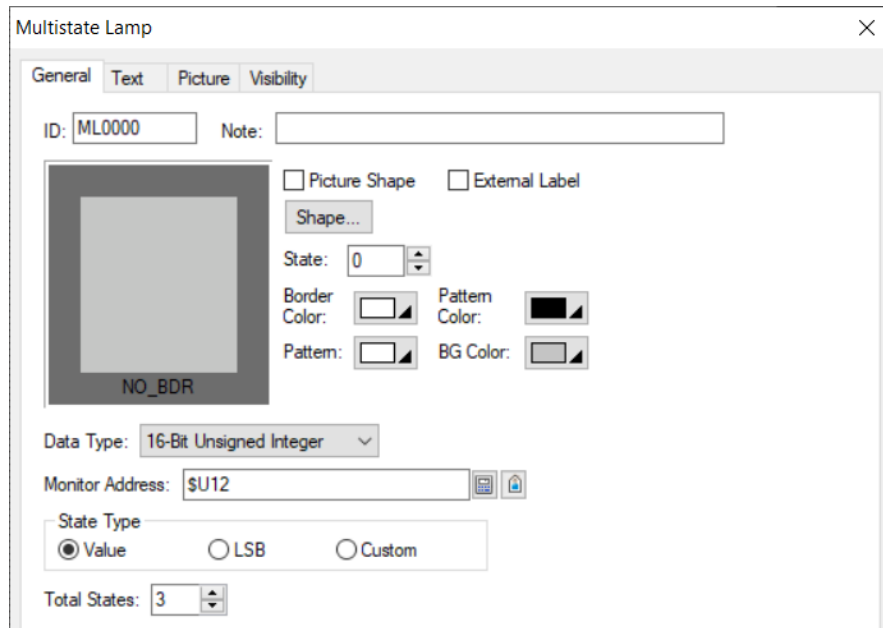 Multistate Lamp
General Text Picture Visibility
ID: ML0000 Note:
Picture Shape External Label
Shape...
State: 0
Border Color: Pattern Color:
Pattern: BG Color:
NO_BDR
Data Type: 16-Bit Unsigned Integer
Monitor Address: $U12
State Type
Value LSB Custom
Total States: 3